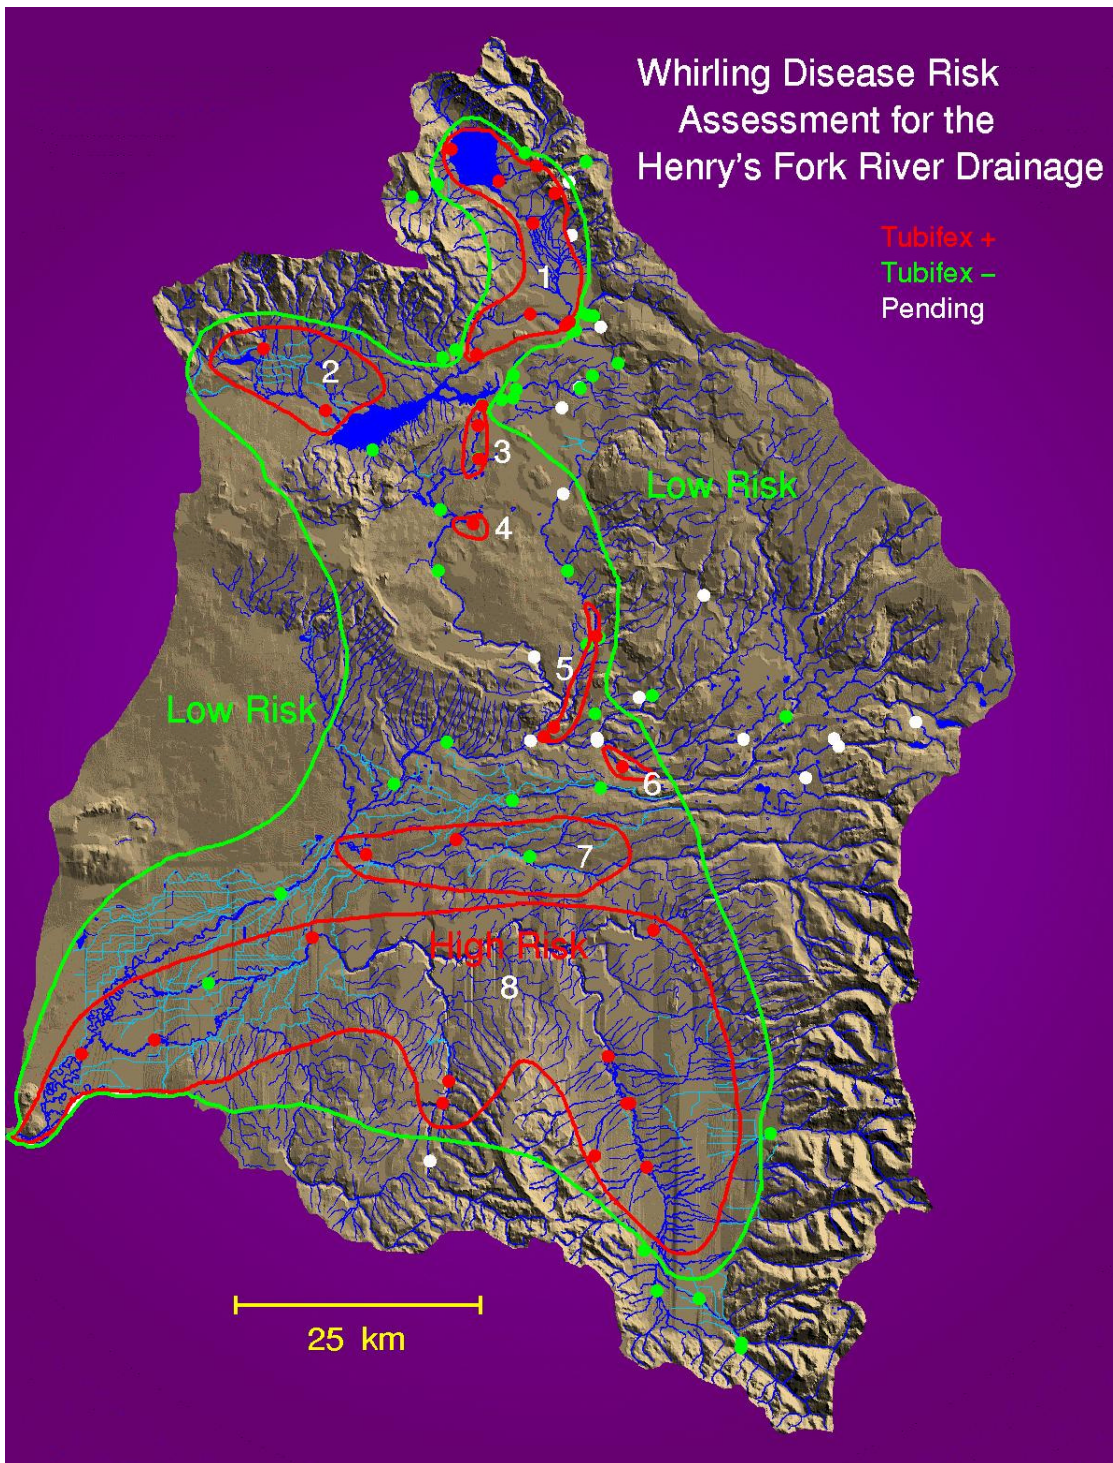 Whirling Disease Risk
Assessment for the
Henry's Fork River Drainage
Tubifex +
Tubifex –
Pending
1
2
3
Low Risk
4
5
Low Risk
6
7
High Risk
8
25 km